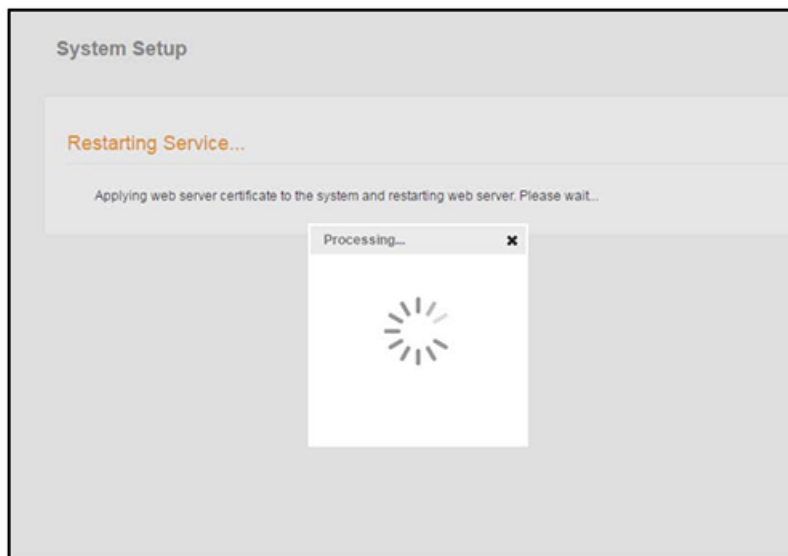 System Setup
Restarting Service...
Applying web server certificate to the system and restarting web server. Please wait...
Processing...